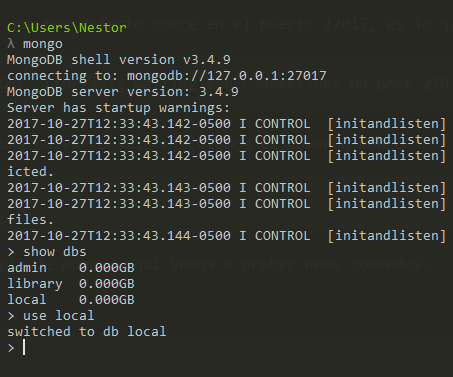 C:\Users\Nestor
λ mongo
MongoDB shell version v3.4.9
connecting to: mongodb://127.0.0.1:27017
MongoDB server version: 3.4.9
Server has startup warnings:
2017-10-27T12:33:43.142-0500 I CONTROL  [initandlisten]
2017-10-27T12:33:43.142-0500 I CONTROL  [initandlisten]
2017-10-27T12:33:43.142-0500 I CONTROL  [initandlisten]
icted.
2017-10-27T12:33:43.143-0500 I CONTROL  [initandlisten]
2017-10-27T12:33:43.143-0500 I CONTROL  [initandlisten]
files.
2017-10-27T12:33:43.144-0500 I CONTROL  [initandlisten]
> show dbs
admin    0.000GB
library  0.000GB
local    0.000GB
> use local
switched to db local
>